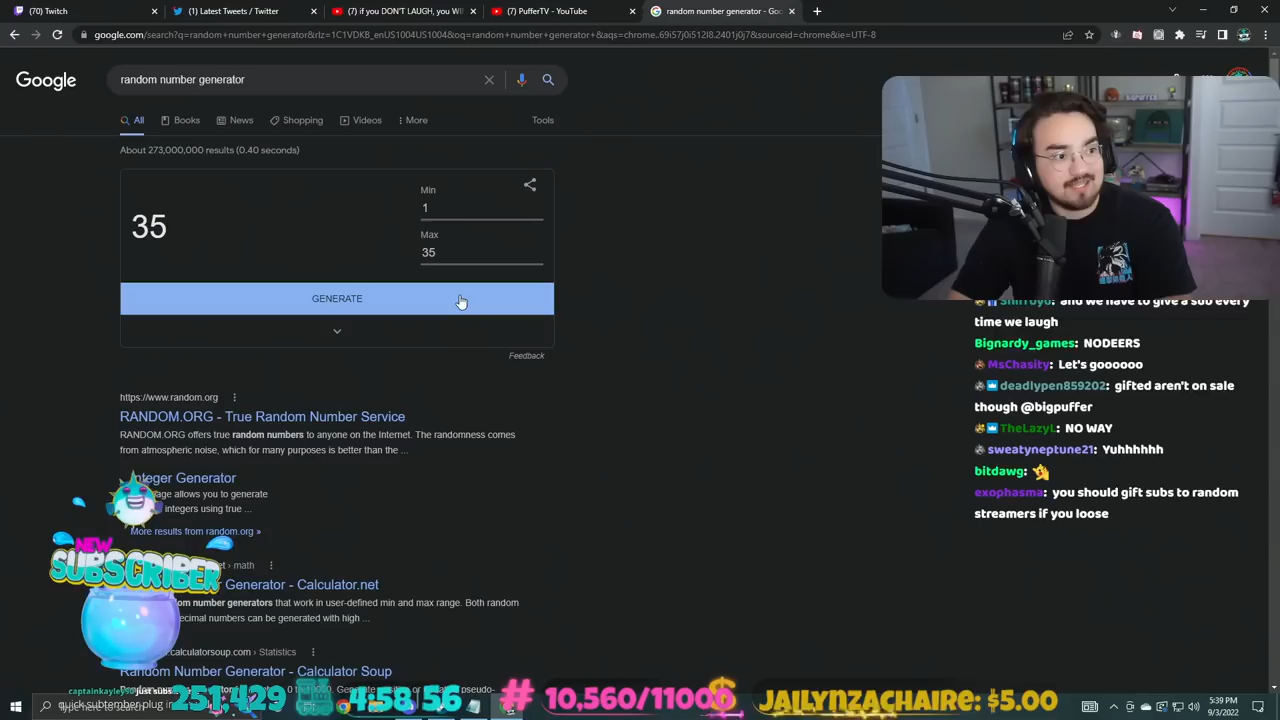 (70) Twitch
(1) Latest Tweets / Twitter
(7) if you DON'T LAUGH, you WI
(7) PufferTV - YouTube
random number generator - Goo
google.com/search?q=random+number+generator&rlz=1C1VDKB_enUS1004US1004&oq=random+number+generator+&aqs=chrome..69i57j0i512l8.2401j0j7&sourceid=chrome&ie=UTF-8
Google
random number generator
All
Books
News
Shopping
Videos
More
Tools
About 273,000,000 results (0.40 seconds)
35
Min
1
Max
35
GENERATE
Feedback
https://www.random.org
RANDOM.ORG - True Random Number Service
RANDOM.ORG offers true random numbers to anyone on the Internet. The randomness comes
from atmospheric noise, which for many purposes is better than the ...
Integer Generator
age allows you to generate
integers using true ...
More results from random.org »
et › math
Generator - Calculator.net
dom number generators that work in user-defined min and max range. Both random
decimal numbers can be generated with high ...
calculatorsoup.com › Statistics
Random Number Generator - Calculator Soup
NEW
SUBSCRIBER
and we have to give a sub every
time we laugh
Bignardy_games: NODEERS
MsChasity: Let's goooooo
deadlypen859202: gifted aren't on sale
though @bigpuffer
TheLazyL: NO WAY
sweatyneptune21: Yuhhhhhh
bitdawg:
exophasma: you should gift subs to random
streamers if you loose
251,429
4:58:56
# 10,560/11000
$ JAILYNZACHAIRE: $5.00
5:39 PM
9/3/2022